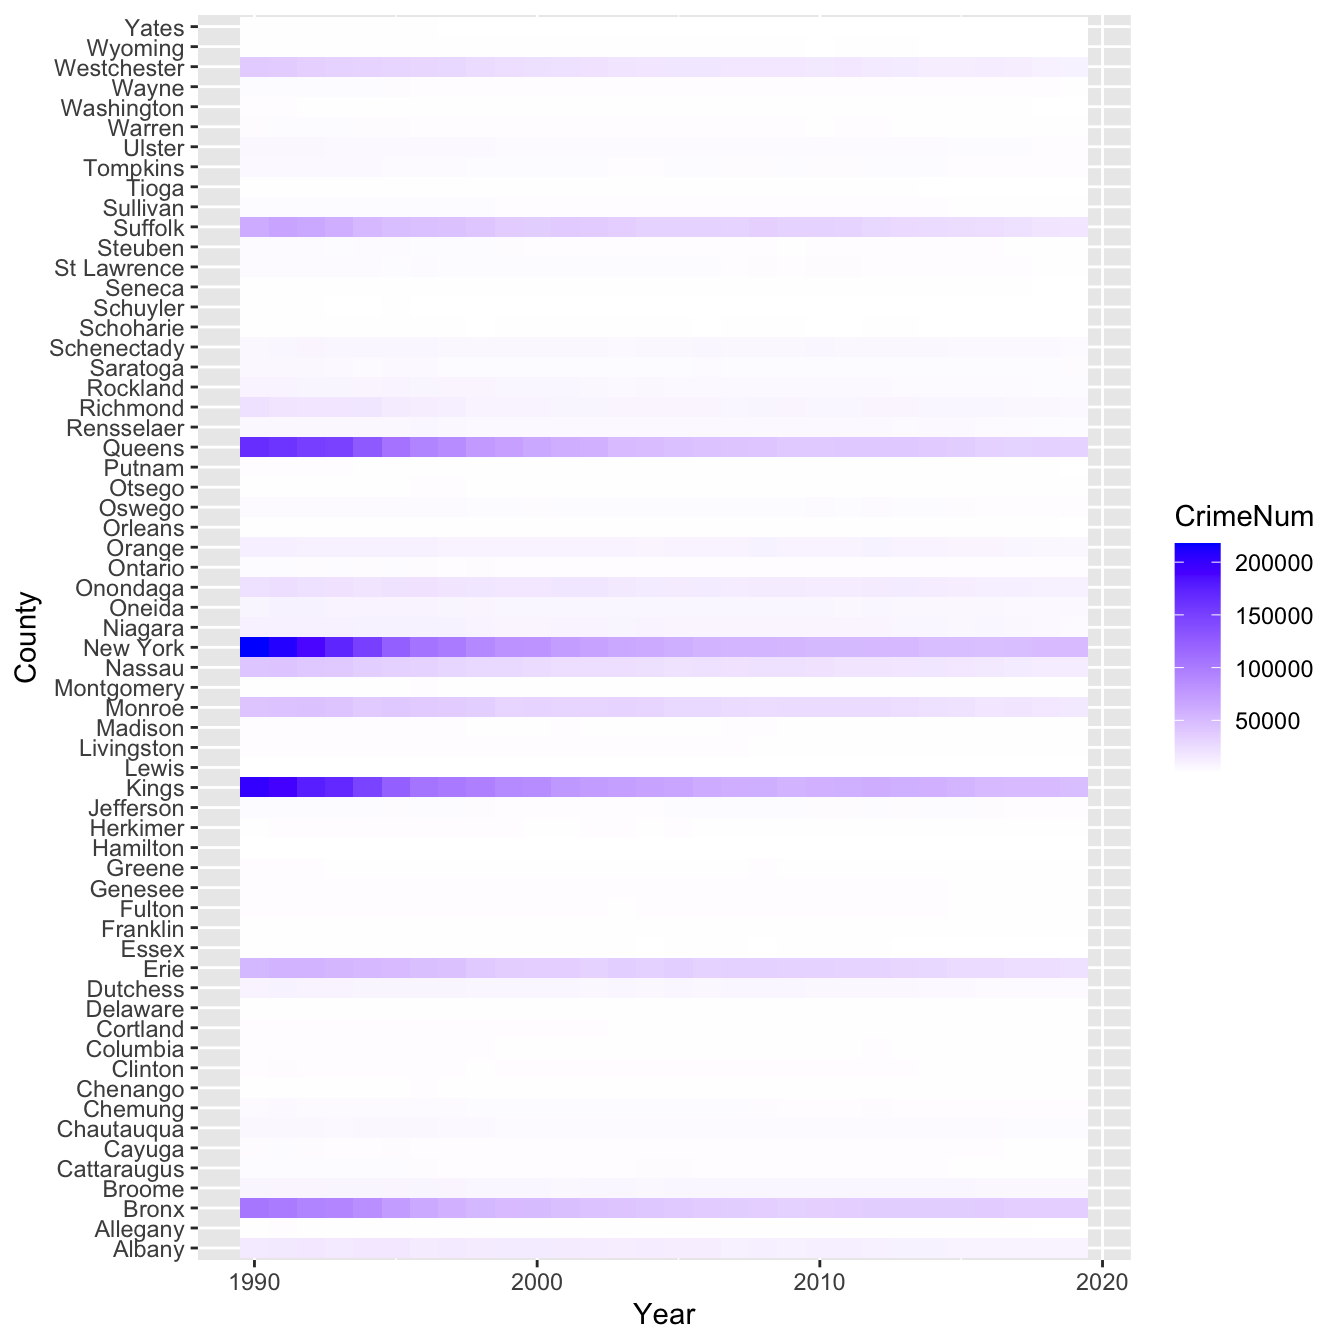 Yates
Wyoming
Westchester
Wayne
Washington
Warren
Ulster
Tompkins
Tioga
Sullivan
Suffolk
Steuben
St Lawrence
Seneca
Schuyler
Schoharie
Schenectady
Saratoga
Rockland
Richmond
Rensselaer
Queens
Putnam
Otsego
Oswego
Orleans
Orange
Ontario
Onondaga
Oneida
Niagara
New York
Nassau
Montgomery
Monroe
Madison
Livingston
Lewis
Kings
Jefferson
Herkimer
Hamilton
Greene
Genesee
Fulton
Franklin
Essex
Erie
Dutchess
Delaware
Cortland
Columbia
Clinton
Chenango
Chemung
Chautauqua
Cayuga
Cattaraugus
Broome
Bronx
Allegany
Albany
County
1990 2000 2010 2020
Year
CrimeNum
200000
150000
100000
50000